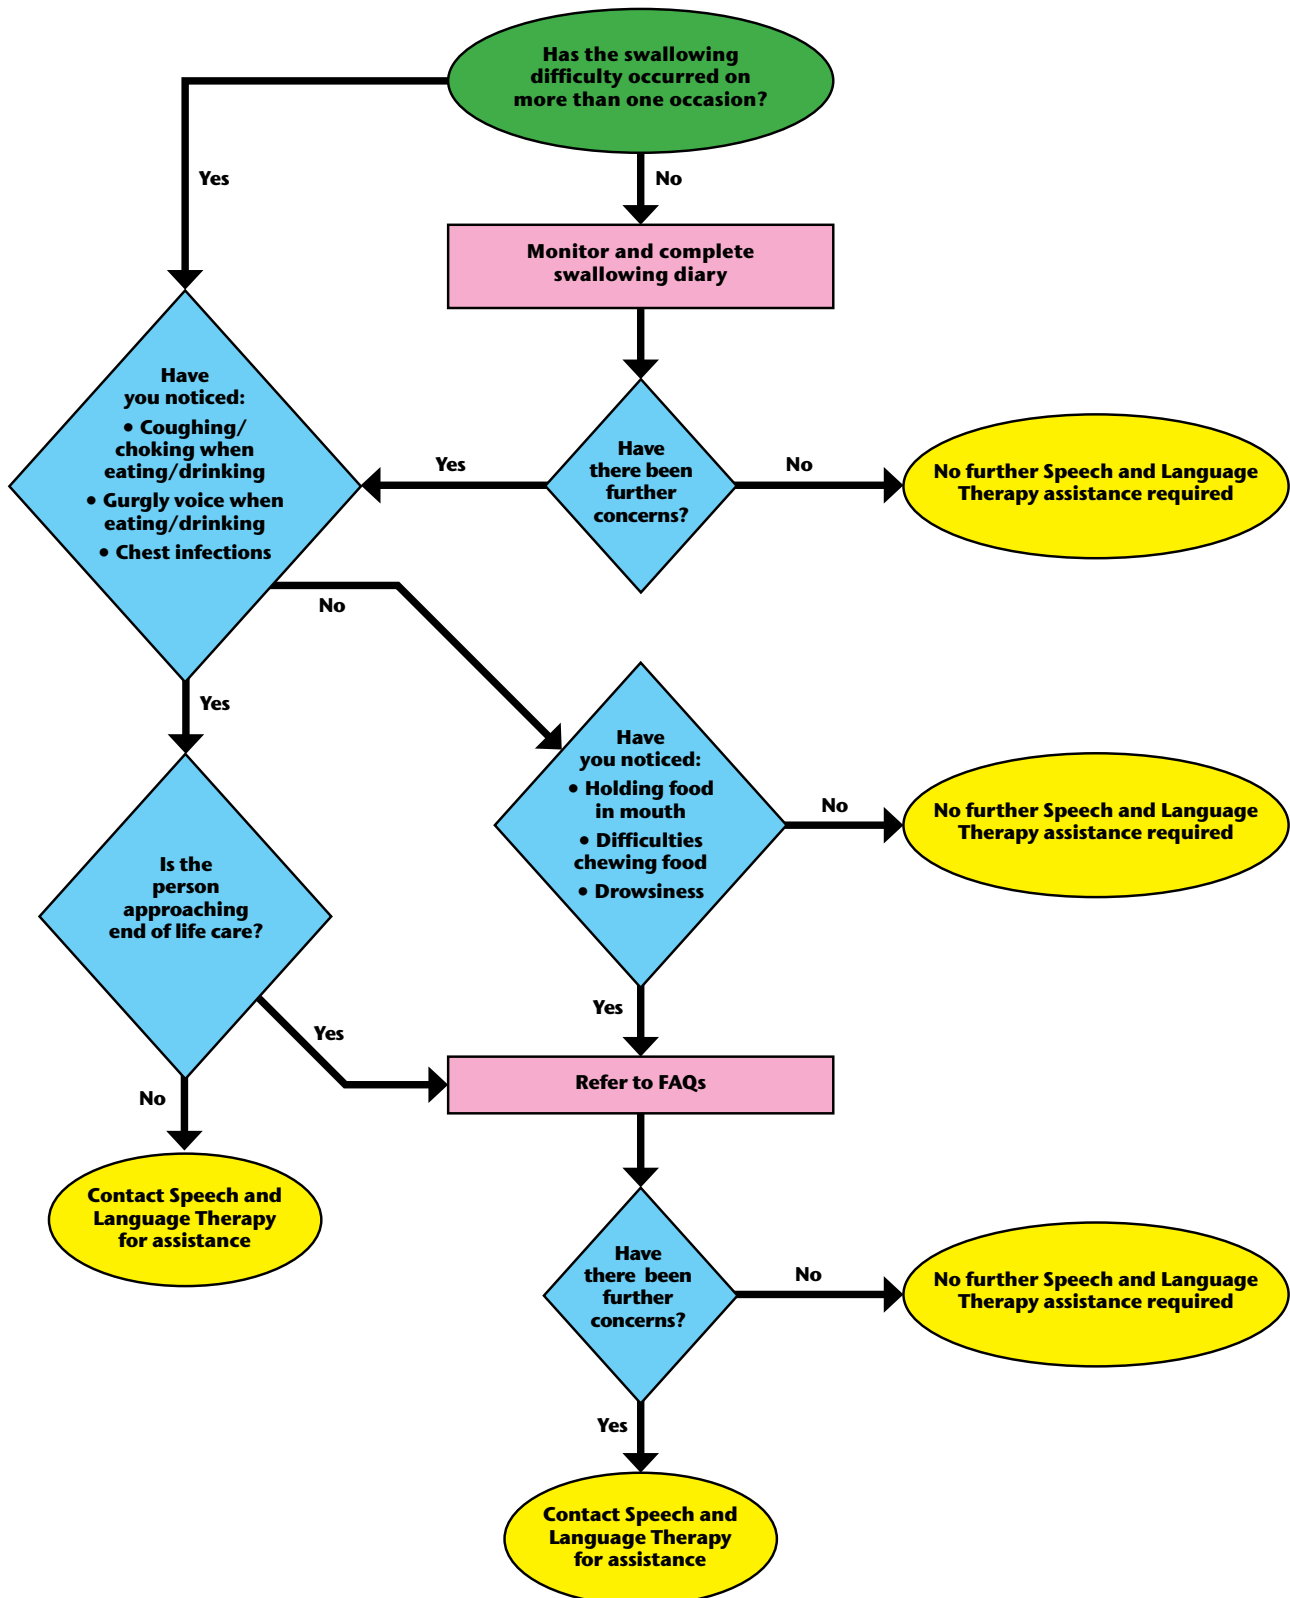 Has the swallowing
difficulty occurred on
more than one occasion?
Yes
No
Monitor and complete
swallowing diary
Have
you noticed:
• Coughing/
choking when
eating/drinking
• Gurgly voice when
eating/drinking
• Chest infections
Yes
Have
there been
further
concerns?
No
No further Speech and Language
Therapy assistance required
No
Yes
Have
you noticed:
• Holding food
in mouth
• Difficulties
chewing food
• Drowsiness
No
No further Speech and Language
Therapy assistance required
Is the
person
approaching
end of life care?
Yes
Yes
Refer to FAQs
No
Contact Speech and
Language Therapy
for assistance
Have
there been
further
concerns?
No
No further Speech and Language
Therapy assistance required
Yes
Contact Speech and
Language Therapy
for assistance